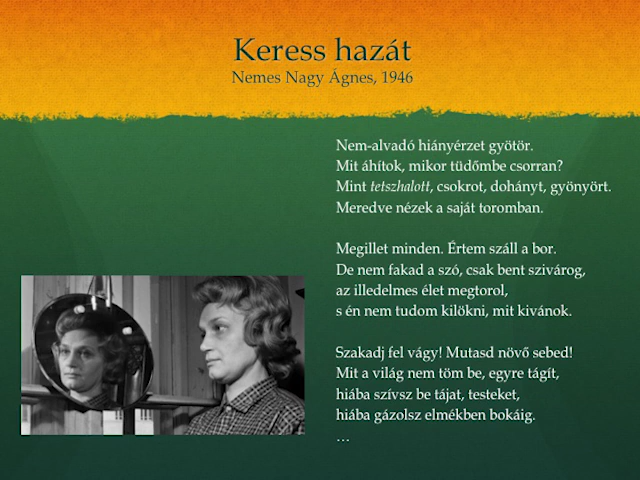 Keress hazát
Nemes Nagy Ágnes, 1946
Nem-alvadó hiányérzet gyötör.
Mit áhítok, mikor tüdőmbe csorran?
Mint tetszhalott, csokrot, dohányt, gyönyört.
Meredve nézek a saját toromban.
Megillet minden. Értem száll a bor.
De nem fakad a szó, csak bent szivárog,
az illedelmes élet megtorol,
s én nem tudom kilökni, mit kivánok.
Szakadj fel vágy! Mutasd növő sebed!
Mit a világ nem töm be, egyre tágít,
hiába szívsz be tájat, testeket,
hiába gázolsz elmékben bokáig.
…